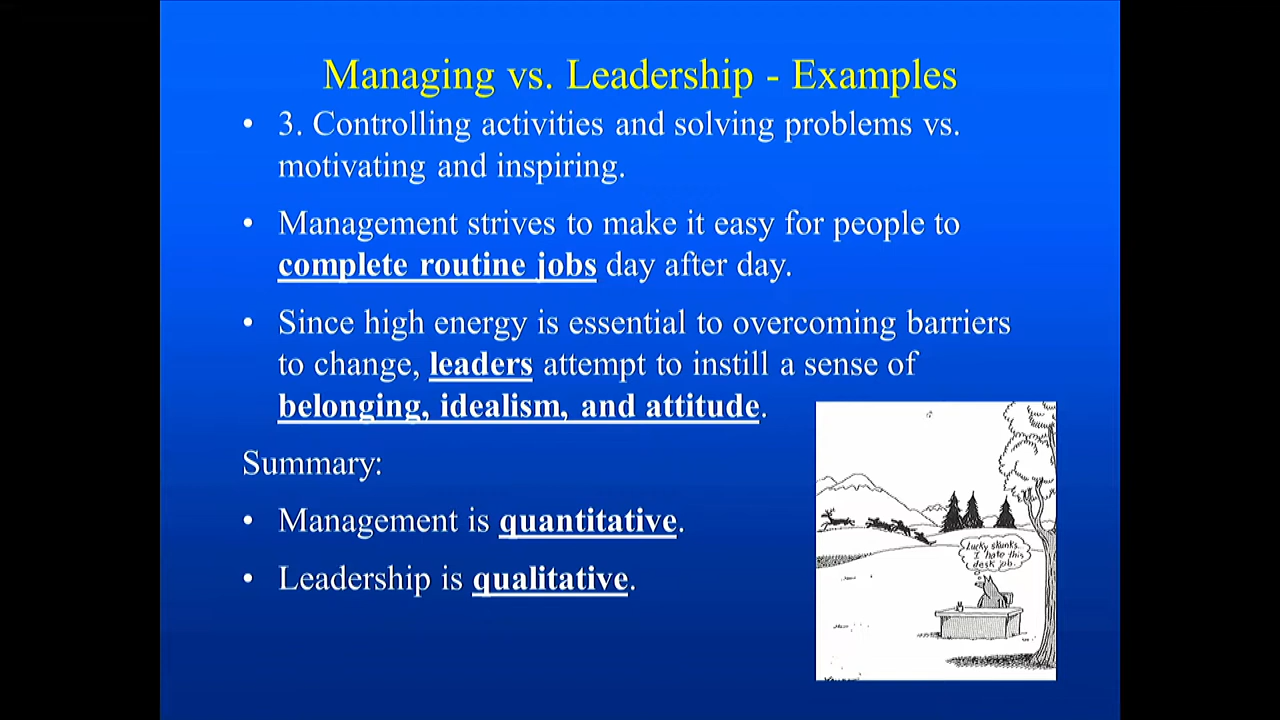 Managing vs. Leadership - Examples
• 3. Controlling activities and solving problems vs.
motivating and inspiring.
• Management strives to make it easy for people to
complete routine jobs day after day.
• Since high energy is essential to overcoming barriers
to change, leaders attempt to instill a sense of
belonging, idealism, and attitude.
Summary:
• Management is quantitative.
• Leadership is qualitative.
Lucky skunks...
I hate this
desk job.